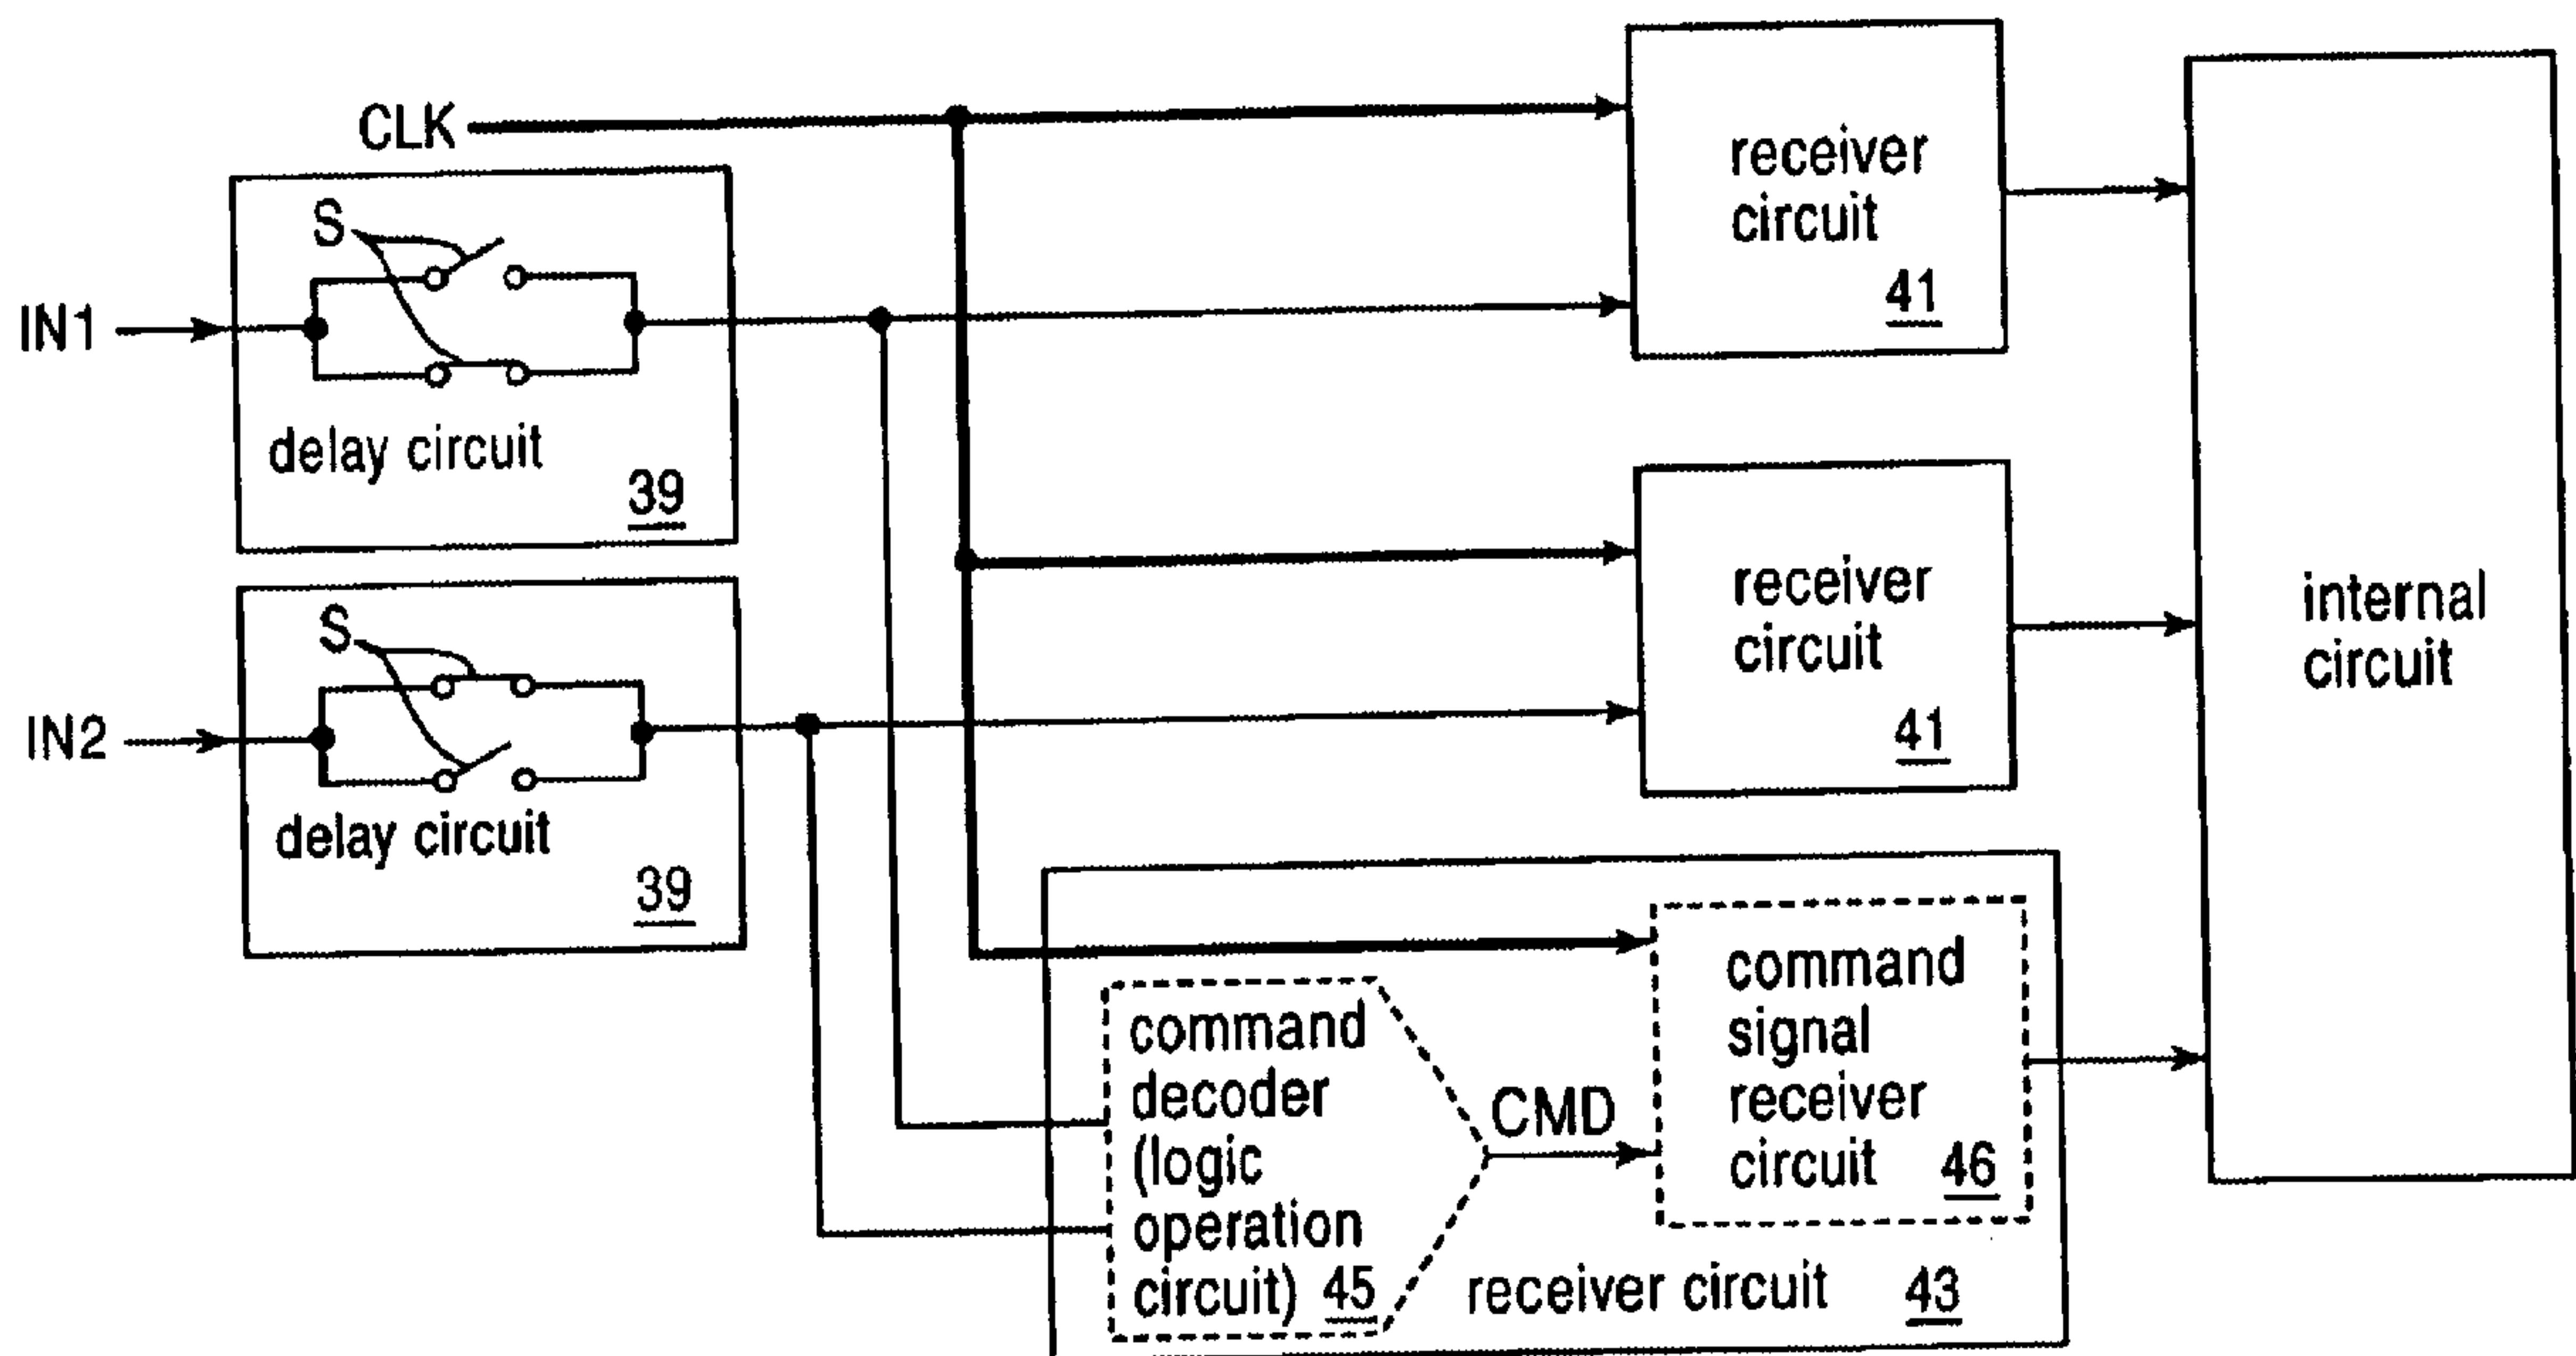 CLK
receiver
circuit
41
S
IN1
delay circuit
39
receiver
circuit
41
internal
circuit
S
IN2
delay circuit
39
command
signal
receiver
circuit 46
command
decoder
(logic
operation
circuit) 45
CMD
receiver circuit 43